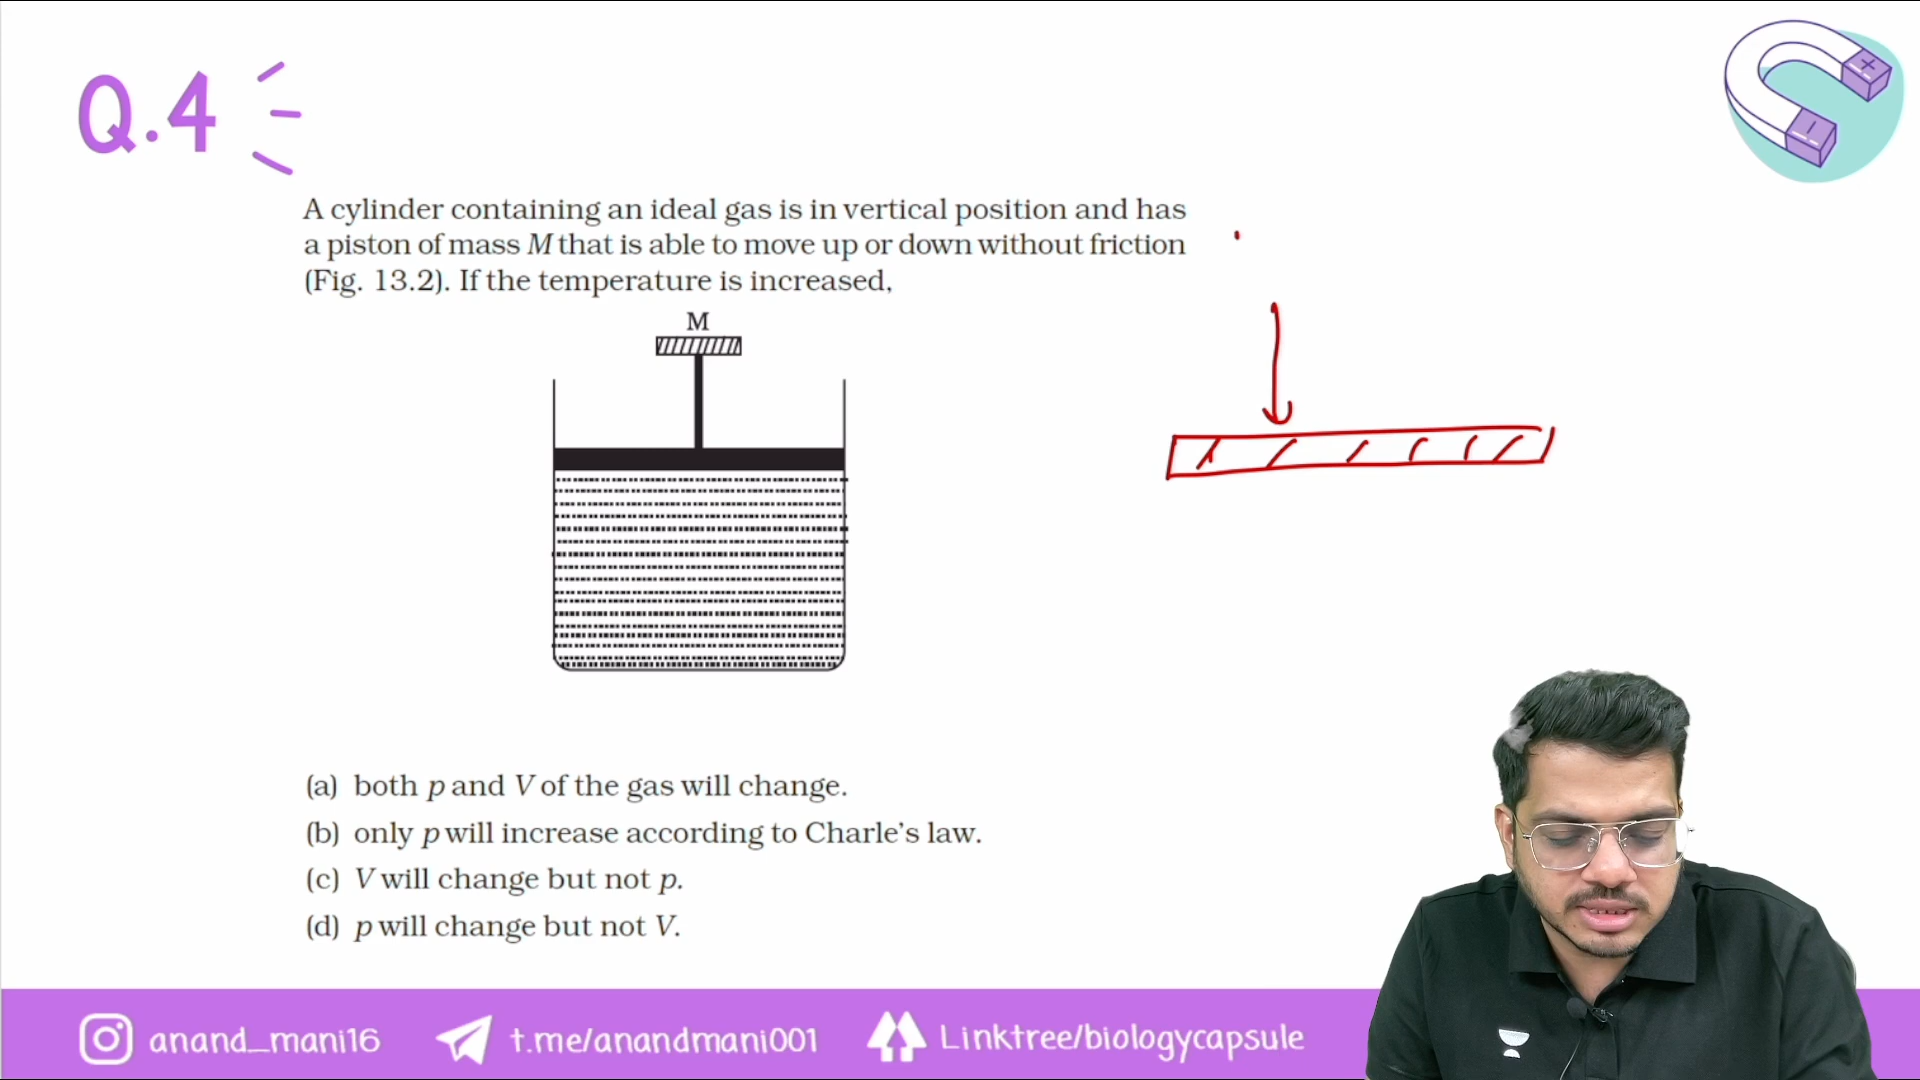 Q.4
A cylinder containing an ideal gas is in vertical position and has
a piston of mass M that is able to move up or down without friction
(Fig. 13.2). If the temperature is increased,
M
(a) both p and V of the gas will change.
(b) only p will increase according to Charle's law.
(c) V will change but not p.
(d) p will change but not V.
anand_mani16
t.me/anandmani001
Linktree/biologycapsule